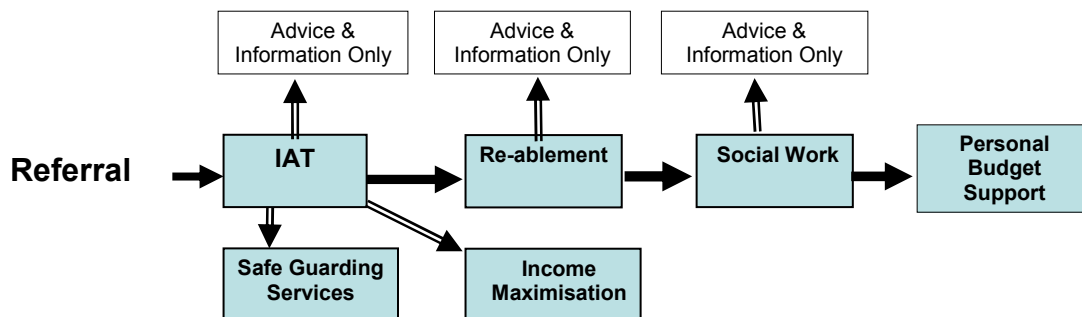 Advice &
Information Only
Advice &
Information Only
Advice &
Information Only
Referral
IAT
Re-ablement
Social Work
Personal
Budget
Support
Safe Guarding
Services
Income
Maximisation